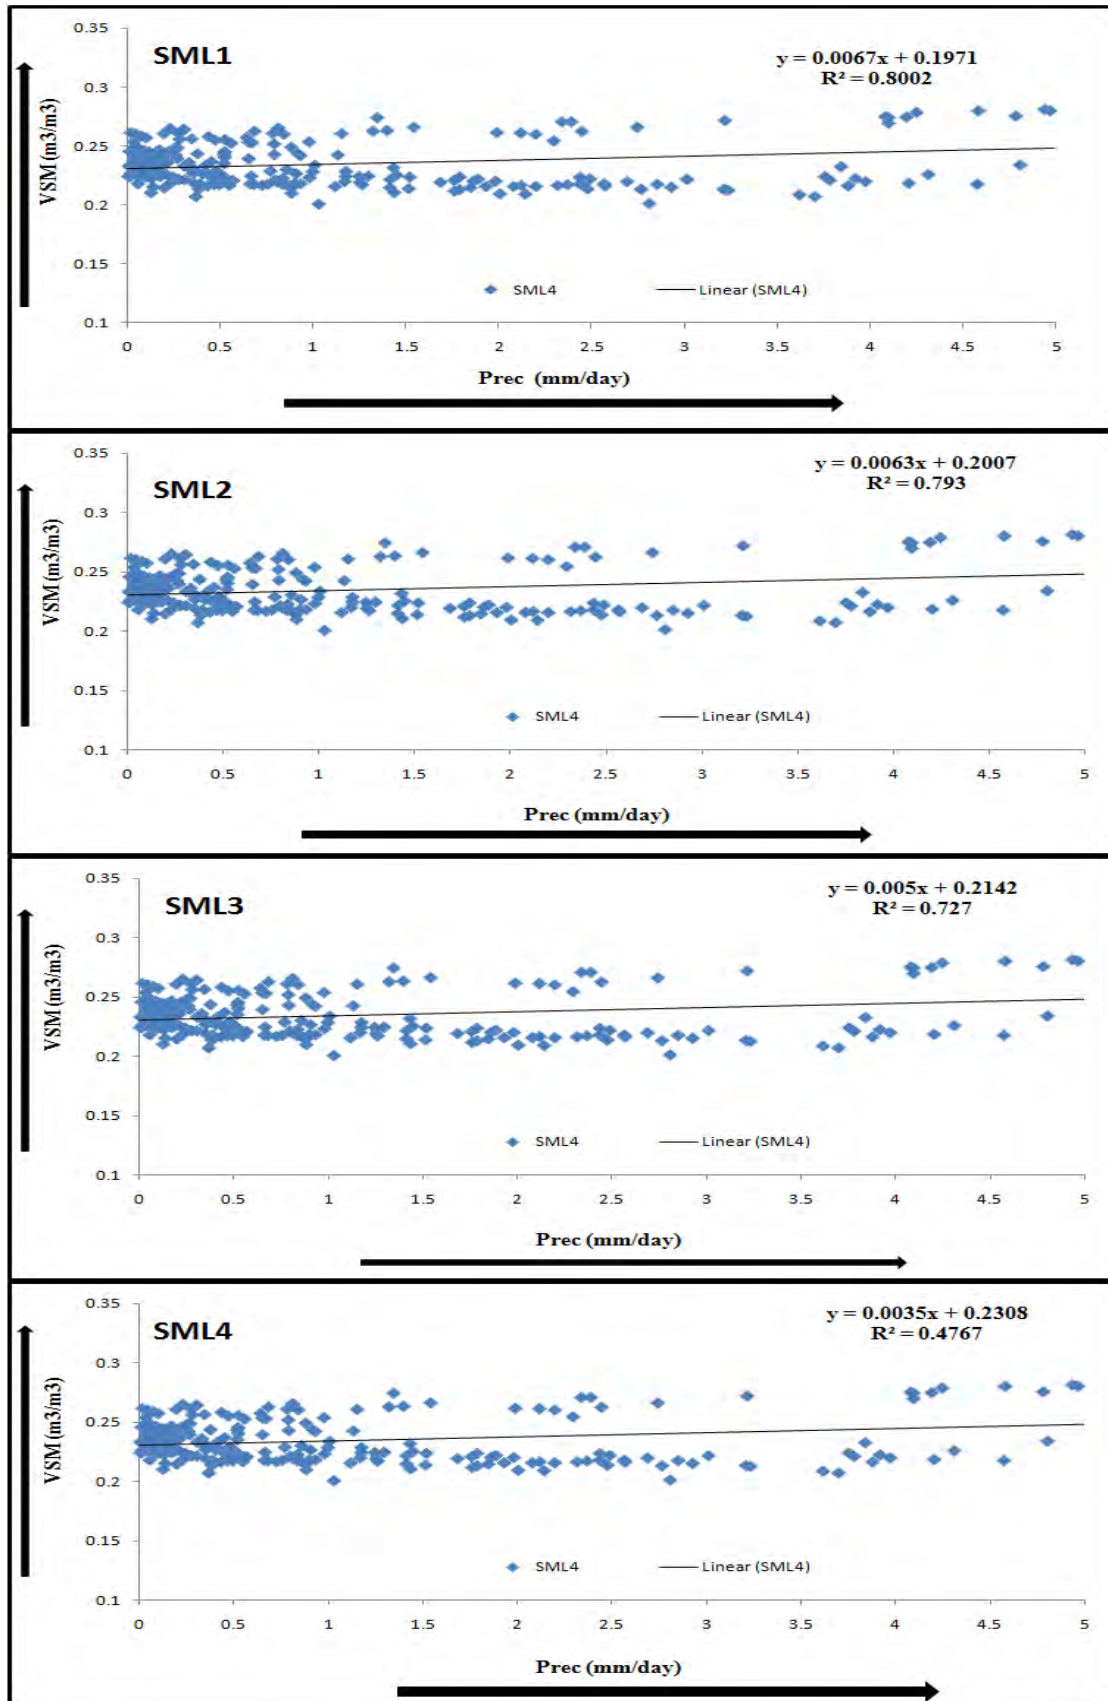 0.35
SML1
y = 0.0067x + 0.1971
R² = 0.8002
0.3
0.25
VSM (m3/m3)
0.2
0.15
SML4
Linear (SML4)
0.1
0 0.5 1 1.5 2 2.5 3 3.5 4 4.5 5
Prec (mm/day)
0.35
SML2
y = 0.0063x + 0.2007
R² = 0.793
0.3
0.25
VSM (m3/m3)
0.2
0.15
SML4
Linear (SML4)
0.1
0 0.5 1 1.5 2 2.5 3 3.5 4 4.5 5
Prec (mm/day)
0.35
SML3
y = 0.005x + 0.2142
R² = 0.727
0.3
0.25
VSM (m3/m3)
0.2
0.15
SML4
Linear (SML4)
0.1
0 0.5 1 1.5 2 2.5 3 3.5 4 4.5 5
Prec (mm/day)
0.35
SML4
y = 0.0035x + 0.2308
R² = 0.4767
0.3
0.25
VSM (m3/m3)
0.2
0.15
SML4
Linear (SML4)
0.1
0 0.5 1 1.5 2 2.5 3 3.5 4 4.5 5
Prec (mm/day)